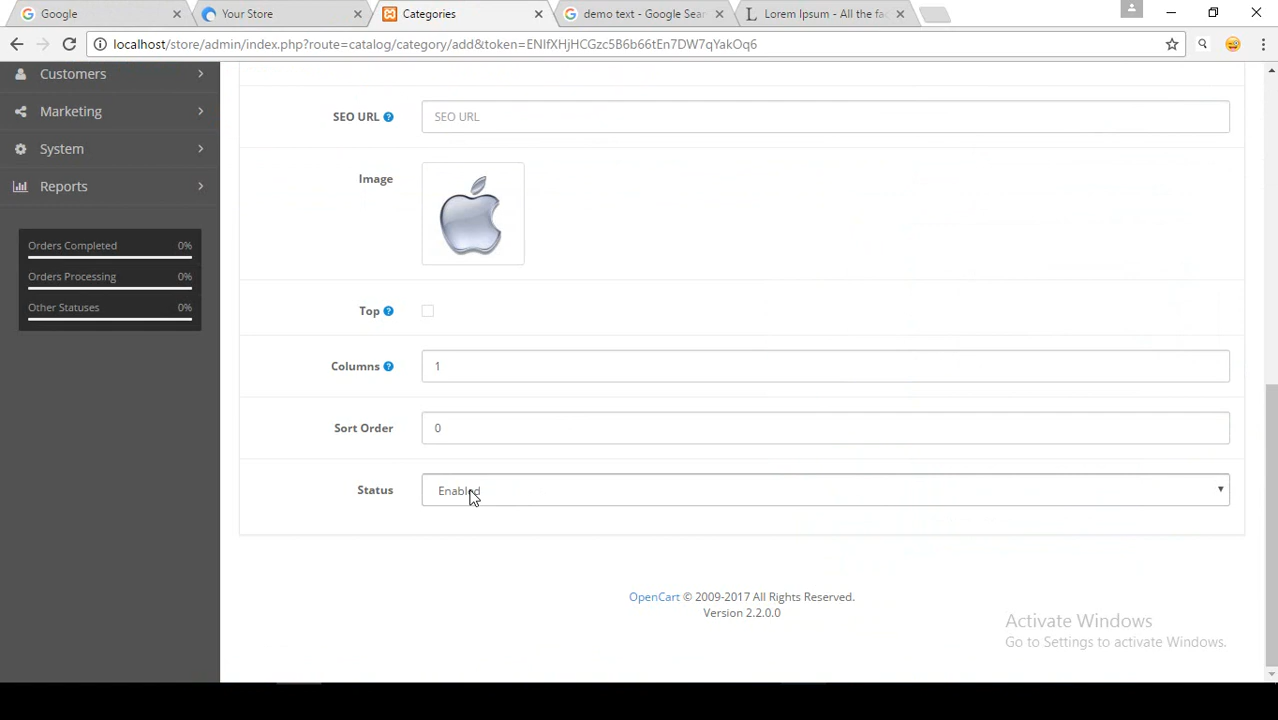 Google
Your Store
Categories
demo text - Google Sear
Lorem Ipsum - All the fa
localhost/store/admin/index.php?route=catalog/category/add&token=ENIfXHjHCGzc5B6b66tEn7DW7qYakOq6
Customers
Marketing
System
Reports
Orders Completed 0%
Orders Processing 0%
Other Statuses 0%
SEO URL SEO URL
Image
Top
Columns 1
Sort Order 0
Status Enabled
OpenCart © 2009-2017 All Rights Reserved.
Version 2.2.0.0
Activate Windows
Go to Settings to activate Windows.